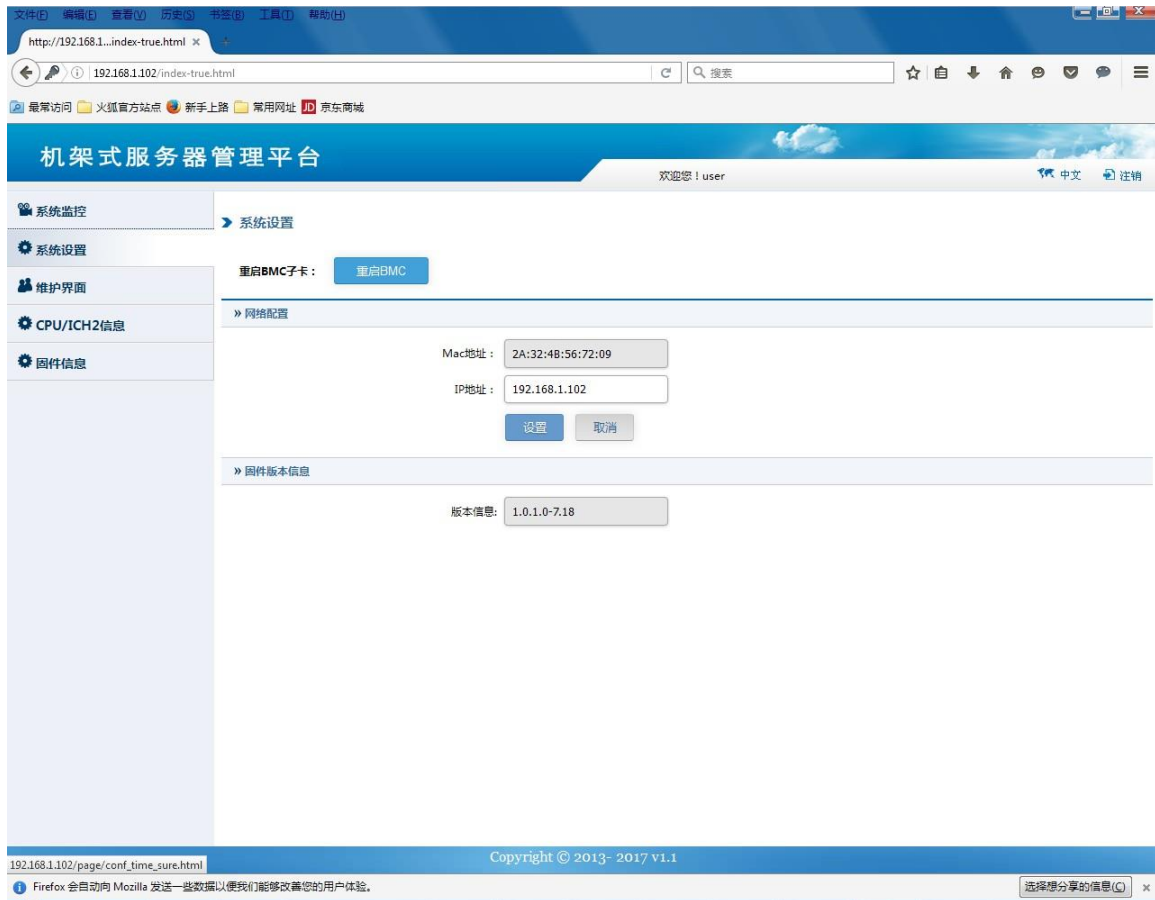 文件(F) 编辑(E) 查看(V) 历史(S) 书签(B) 工具(T) 帮助(H)
http://192.168.1...index-true.html ×
192.168.1.102/index-true.html 搜索
最常访问 火狐官方站点 新手上路 常用网址 JD 京东商城
机架式服务器管理平台
欢迎您！user 中文 注销
系统监控
系统设置
维护界面
CPU/ICH2信息
固件信息
系统设置
重启BMC子卡： 重启BMC
» 网络配置
Mac地址： 2A:32:4B:56:72:09
IP地址： 192.168.1.102
设置 取消
» 固件版本信息
版本信息: 1.0.1.0-7.18
Copyright © 2013- 2017 v1.1
192.168.1.102/page/conf_time_sure.html
Firefox 会自动向 Mozilla 发送一些数据以便我们能够改善您的用户体验。 选择想分享的信息(C) ×